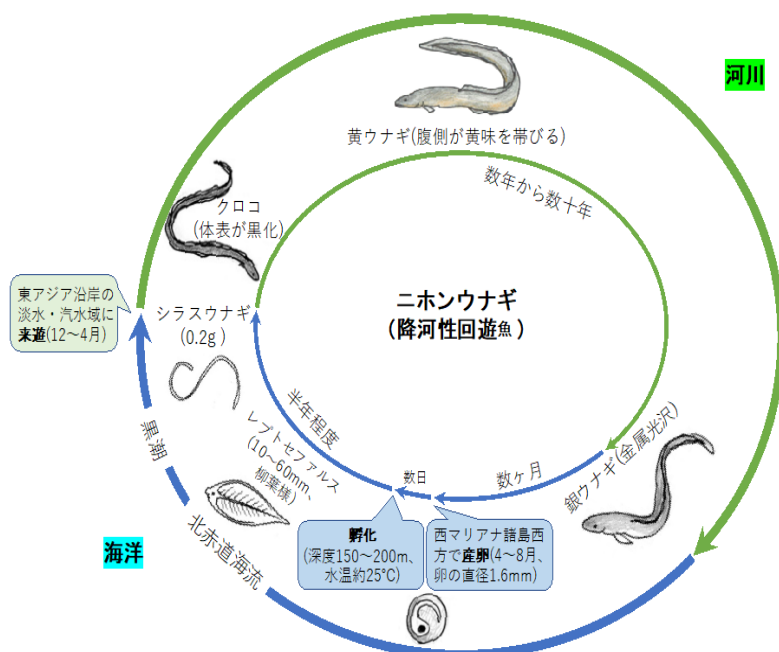 河川
黄ウナギ(腹側が黄味を帯びる)
数年から数十年
クロコ
(体表が黒化)
東アジア沿岸の
淡水・汽水域に
来遊(12～4月)
シラスウナギ
(0.2g)
ニホンウナギ
(降河性回遊魚)
半年程度
レプトセファルス
(10～60mm、
柳葉様)
黒潮
北赤道海流
海洋
数日
数ヶ月
銀ウナギ(金属光沢)
孵化
(深度150～200m、
水温約25℃)
西マリアナ諸島西
方で産卵(4～8月、
卵の直径1.6mm)